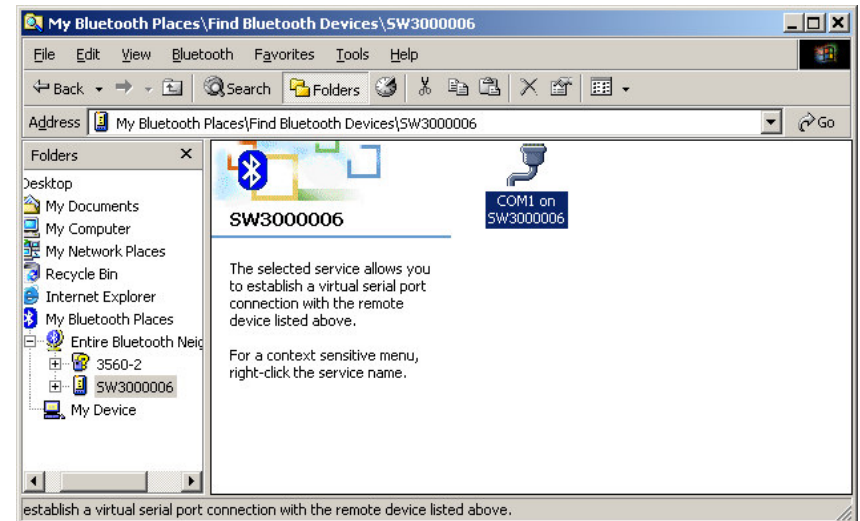 My Bluetooth Places\Find Bluetooth Devices\SW3000006
File Edit View Bluetooth Favorites Tools Help
Back Search Folders
Address My Bluetooth Places\Find Bluetooth Devices\SW3000006 Go
Folders
Desktop
My Documents
My Computer
My Network Places
Recycle Bin
Internet Explorer
My Bluetooth Places
Entire Bluetooth Neig
3560-2
SW3000006
My Device
SW3000006
The selected service allows you
to establish a virtual serial port
connection with the remote
device listed above.
For a context sensitive menu,
right-click the service name.
COM1 on
SW3000006
establish a virtual serial port connection with the remote device listed above.